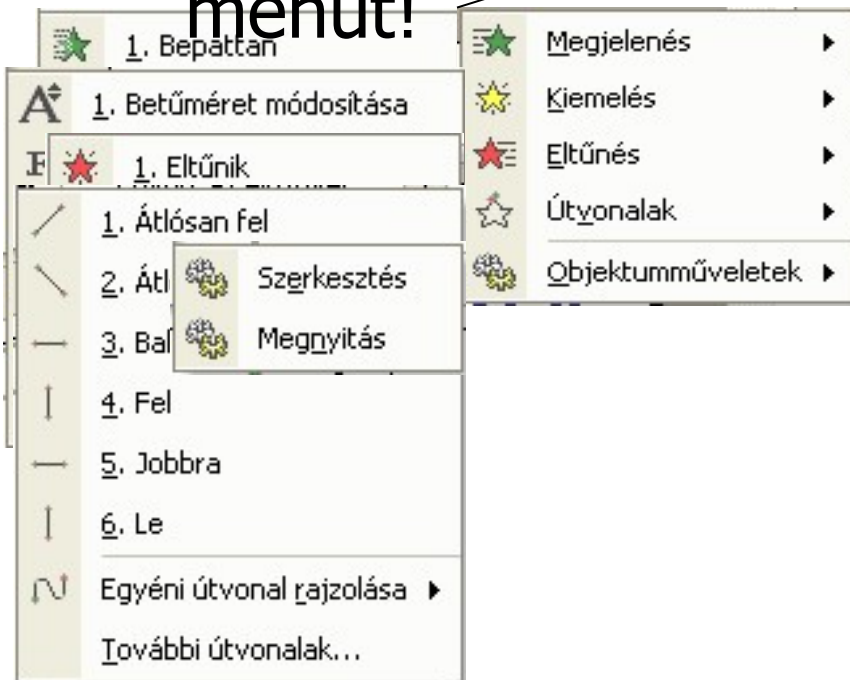 menüt!
1. Bepattan
1. Betűméret módosítása
1. Eltűnik
1. Átlósan fel
2. Átl
3. Bal
4. Fel
5. Jobbra
6. Le
Egyéni útvonal rajzolása
További útvonalak...
Szerkesztés
Megnyitás
Megjelenés
Kiemelés
Eltűnés
Útvonalak
Objektumműveletek